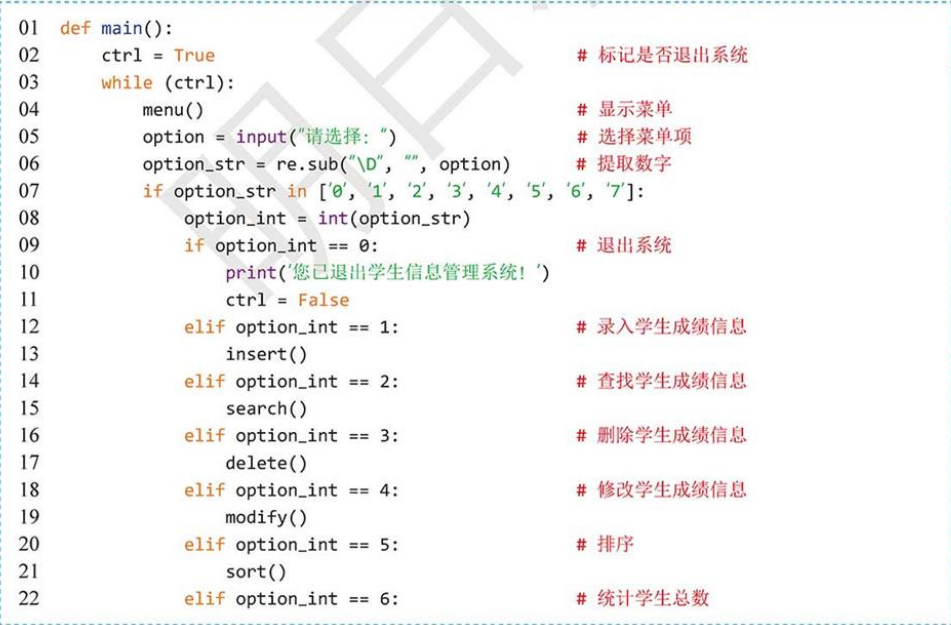 01 def main():
02     ctrl = True                                   # 标记是否退出系统
03     while (ctrl):
04         menu()                                    # 显示菜单
05         option = input("请选择: ")                 # 选择菜单项
06         option_str = re.sub("\D", "", option)     # 提取数字
07         if option_str in ['0', '1', '2', '3', '4', '5', '6', '7']:
08             option_int = int(option_str)
09             if option_int == 0:                   # 退出系统
10                 print('您已退出学生信息管理系统! ')
11                 ctrl = False
12             elif option_int == 1:                 # 录入学生成绩信息
13                 insert()
14             elif option_int == 2:                 # 查找学生成绩信息
15                 search()
16             elif option_int == 3:                 # 删除学生成绩信息
17                 delete()
18             elif option_int == 4:                 # 修改学生成绩信息
19                 modify()
20             elif option_int == 5:                 # 排序
21                 sort()
22             elif option_int == 6:                 # 统计学生总数
明日